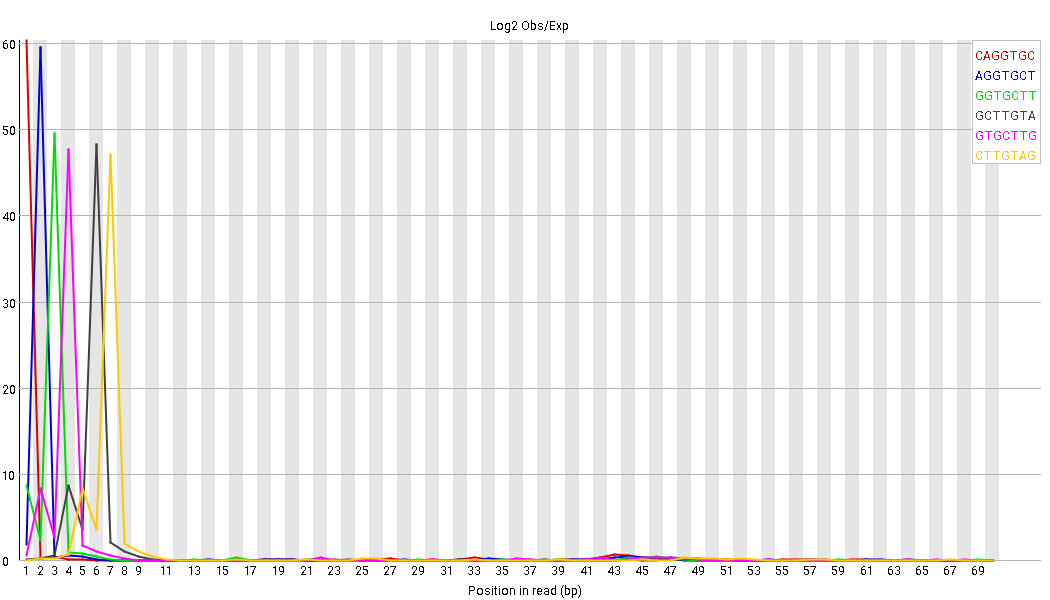 Log2 Obs/Exp
60
50
40
30
20
10
0
CAGGTGC
AGGTGCT
GGTGCTT
GCTTGTA
GTGCTTG
CTTGTAG
1 2 3 4 5 6 7 8 9 11 13 15 17 19 21 23 25 27 29 31 33 35 37 39 41 43 45 47 49 51 53 55 57 59 61 63 65 67 69
Position in read (bp)